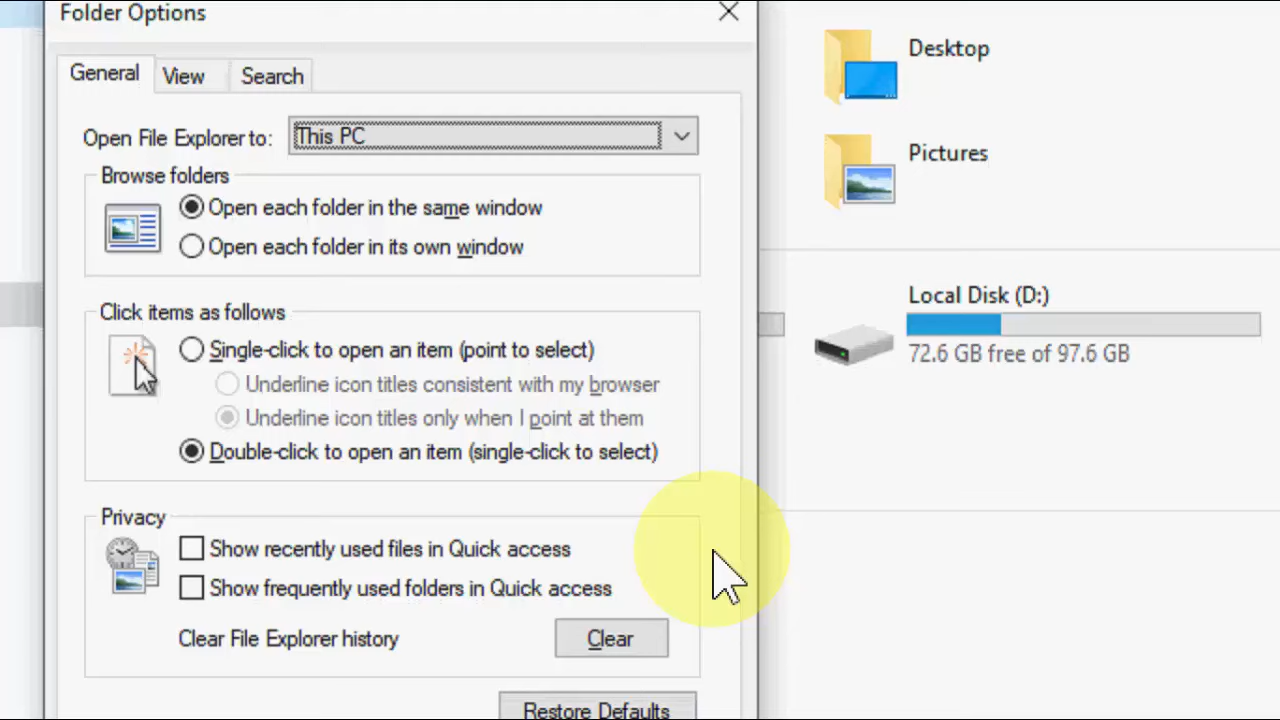 Folder Options
General
View
Search
Open File Explorer to:
This PC
Browse folders
Open each folder in the same window
Open each folder in its own window
Click items as follows
Single-click to open an item (point to select)
Underline icon titles consistent with my browser
Underline icon titles only when I point at them
Double-click to open an item (single-click to select)
Privacy
Show recently used files in Quick access
Show frequently used folders in Quick access
Clear File Explorer history
Clear
Restore Defaults
Desktop
Pictures
Local Disk (D:)
72.6 GB free of 97.6 GB